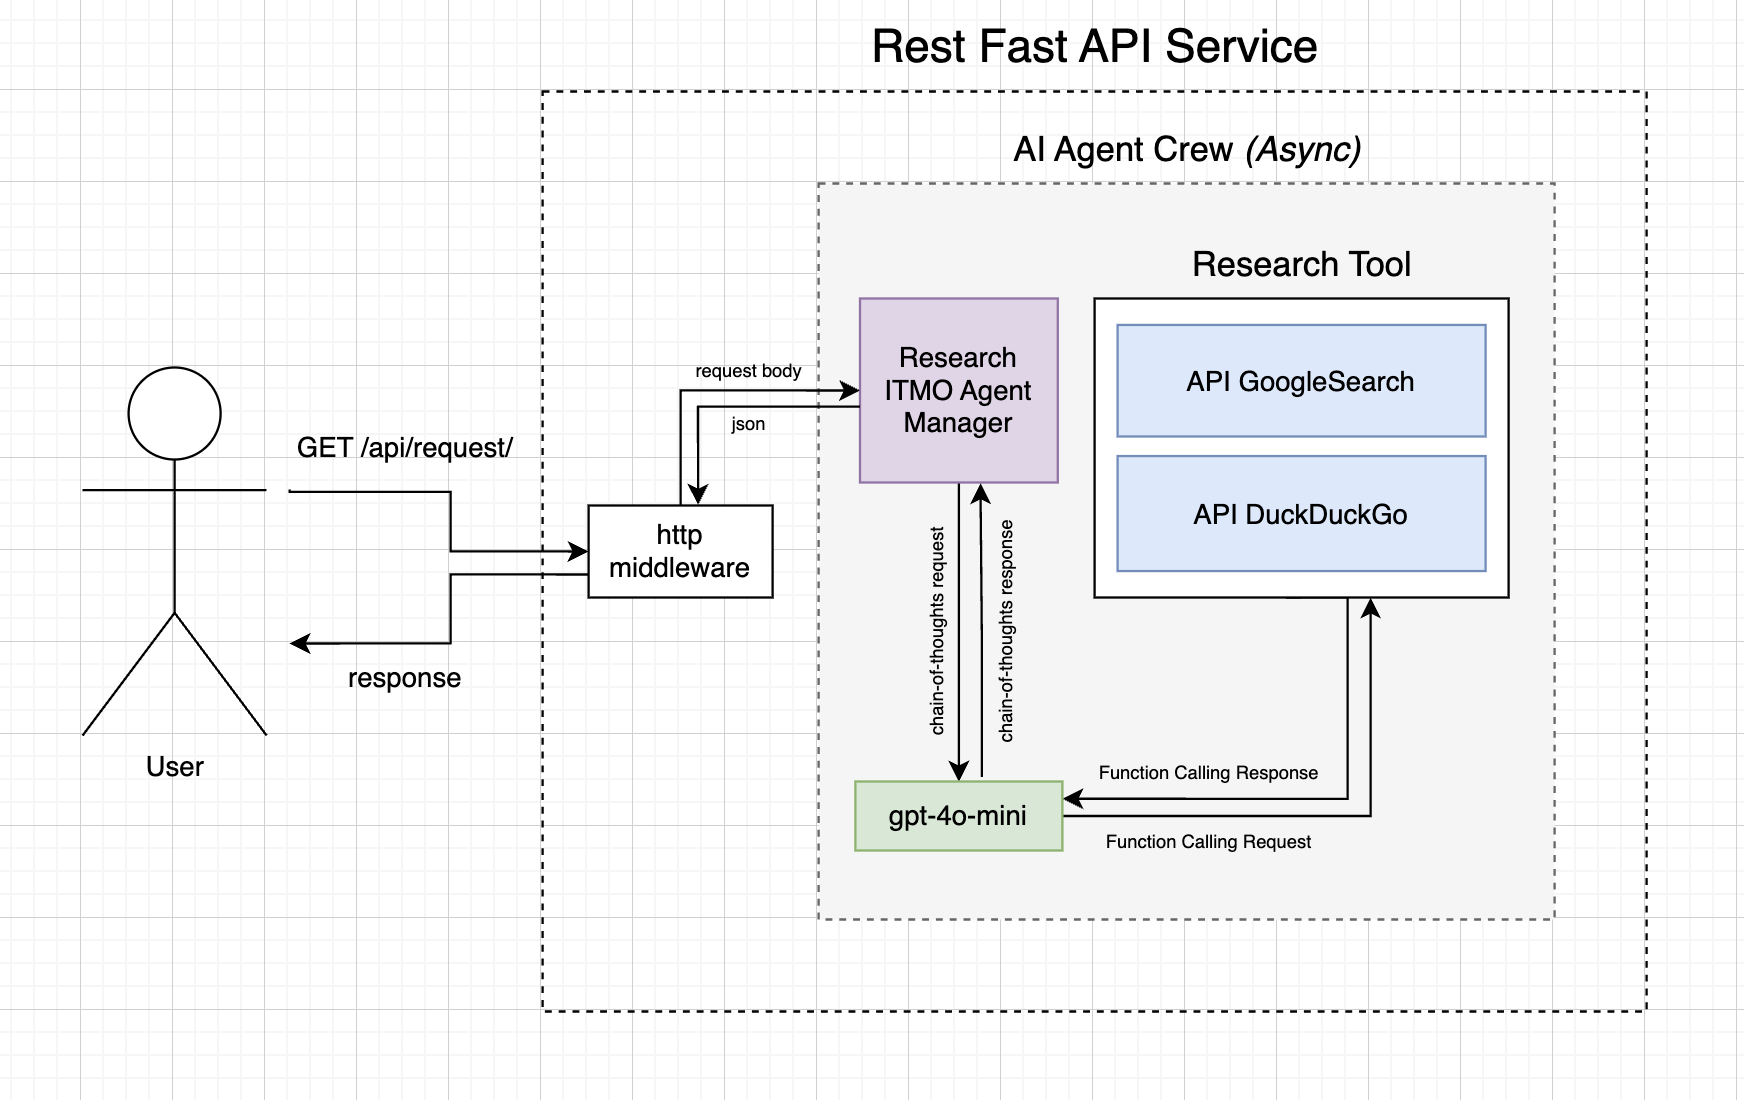 Rest Fast API Service
AI Agent Crew (Async)
Research Tool
Research
ITMO Agent
Manager
API GoogleSearch
API DuckDuckGo
request body
json
GET /api/request/
http
middleware
response
User
chain-of-thoughts request
chain-of-thoughts response
gpt-4o-mini
Function Calling Response
Function Calling Request